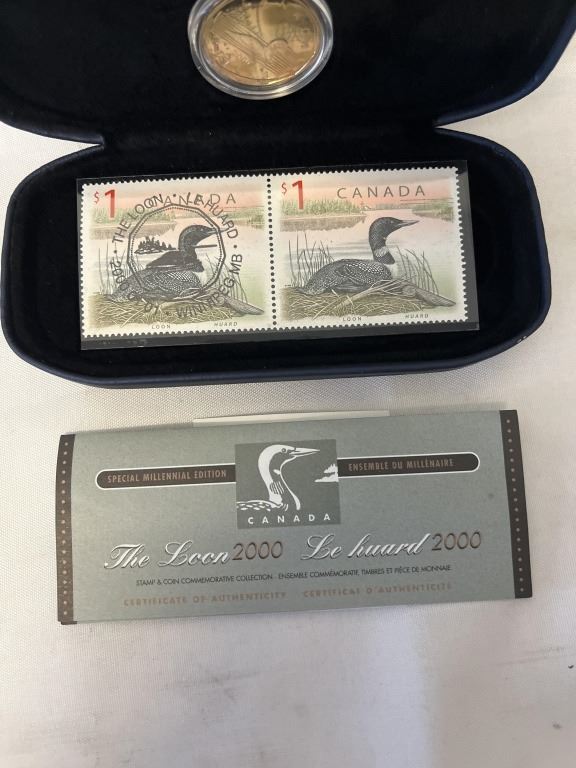 $1 CANADA
THE LOON • LE HUARD
WINNIPEG, MB
LOON HUARD
$1 CANADA
LOON HUARD
SPECIAL MILLENNIAL EDITION
ENSEMBLE DU MILLÉNAIRE
CANADA
The Loon 2000 Le huard 2000
STAMP & COIN COMMEMORATIVE COLLECTION - ENSEMBLE COMMÉMORATIF, TIMBRES ET PIÈCE DE MONNAIE
CERTIFICATE OF AUTHENTICITY CERTIFICAT D'AUTHENTICITÉ